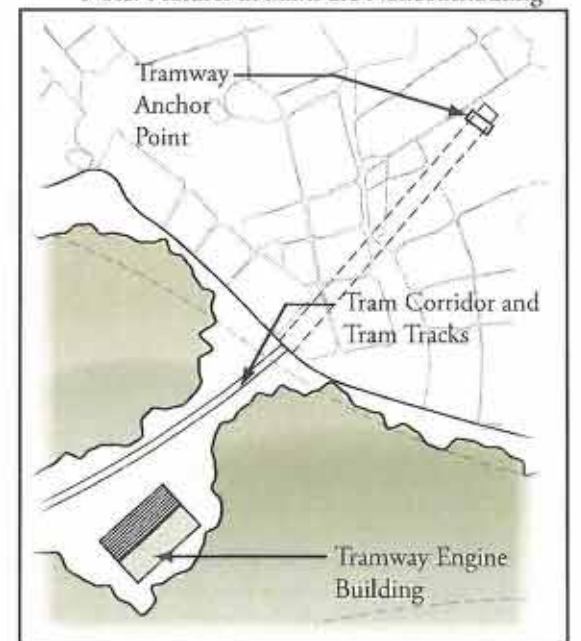 Tramway
Anchor
Point
Tram Corridor and
Tram Tracks
Tramway Engine
Building